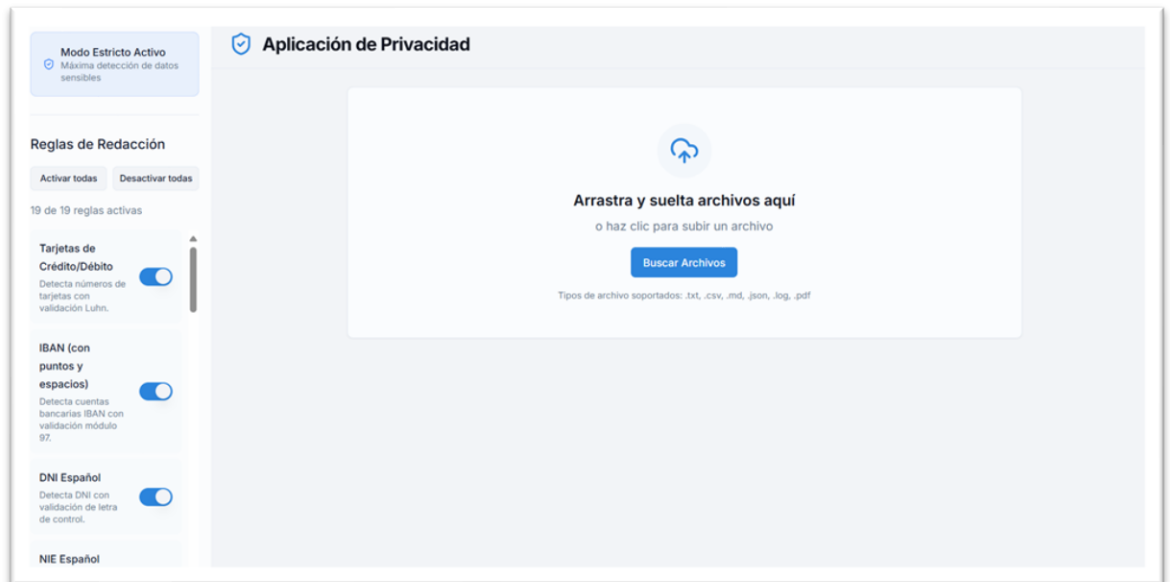 Modo Estricto Activo
Máxima detección de datos
sensibles
Reglas de Redacción
Activar todas
Desactivar todas
19 de 19 reglas activas
Tarjetas de
Crédito/Débito
Detecta números de
tarjetas con
validación Luhn.
IBAN (con
puntos y
espacios)
Detecta cuentas
bancarias IBAN con
validación módulo
97.
DNI Español
Detecta DNI con
validación de letra
de control.
NIE Español
Aplicación de Privacidad
Arrastra y suelta archivos aquí
o haz clic para subir un archivo
Buscar Archivos
Tipos de archivo soportados: .txt, .csv, .md, .json, .log, .pdf